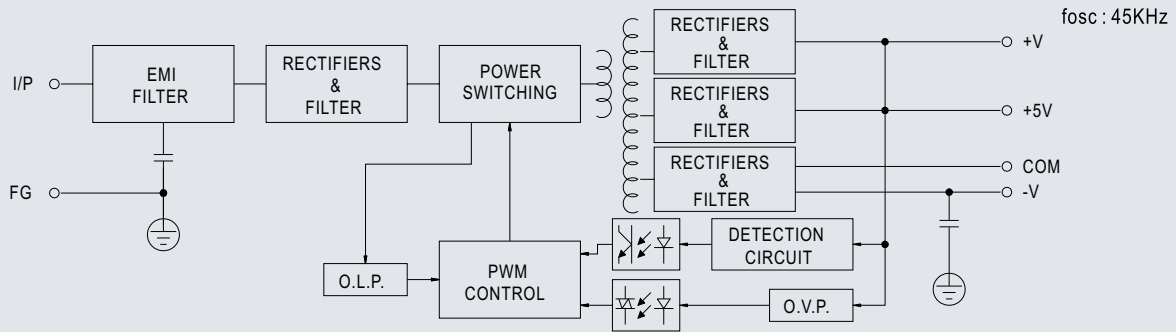 fosc : 45KHz
I/P
EMI
FILTER
RECTIFIERS
&
FILTER
POWER
SWITCHING
RECTIFIERS
&
FILTER
+V
RECTIFIERS
&
FILTER
+5V
RECTIFIERS
&
FILTER
COM
-V
FG
O.L.P.
PWM
CONTROL
DETECTION
CIRCUIT
O.V.P.